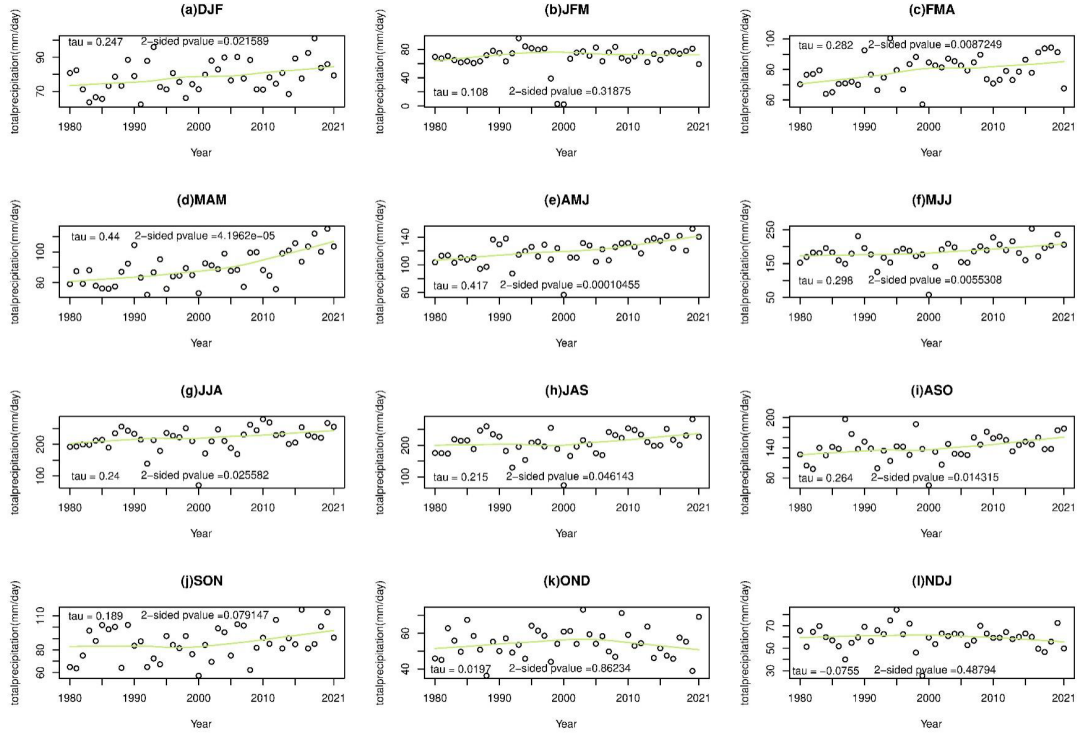 (a)DJF
totalprecipitation(mm/day)
90
70
tau = 0.247 2−sided pvalue =0.021589
1980 1990 2000 2010 2021
Year
(b)JFM
totalprecipitation(mm/day)
80
40
0
tau = 0.108 2−sided pvalue =0.31875
1980 1990 2000 2010 2021
Year
(c)FMA
totalprecipitation(mm/day)
100
80
60
tau = 0.282 2−sided pvalue =0.0087249
1980 1990 2000 2010 2021
Year
(d)MAM
totalprecipitation(mm/day)
100
80
tau = 0.44 2−sided pvalue =4.1962e−05
1980 1990 2000 2010 2021
Year
(e)AMJ
totalprecipitation(mm/day)
140
100
60
tau = 0.417 2−sided pvalue =0.00010455
1980 1990 2000 2010 2021
Year
(f)MJJ
totalprecipitation(mm/day)
250
150
50
tau = 0.298 2−sided pvalue =0.0055308
1980 1990 2000 2010 2021
Year
(g)JJA
totalprecipitation(mm/day)
200
100
tau = 0.24 2−sided pvalue =0.025582
1980 1990 2000 2010 2021
Year
(h)JAS
totalprecipitation(mm/day)
200
100
tau = 0.215 2−sided pvalue =0.046143
1980 1990 2000 2010 2021
Year
(i)ASO
totalprecipitation(mm/day)
200
140
80
tau = 0.264 2−sided pvalue =0.014315
1980 1990 2000 2010 2021
Year
(j)SON
totalprecipitation(mm/day)
110
80
60
tau = 0.189 2−sided pvalue =0.079147
1980 1990 2000 2010 2021
Year
(k)OND
totalprecipitation(mm/day)
60
40
tau = 0.0197 2−sided pvalue =0.86234
1980 1990 2000 2010 2021
Year
(l)NDJ
totalprecipitation(mm/day)
70
50
30
tau = −0.0755 2−sided pvalue =0.48794
1980 1990 2000 2010 2021
Year